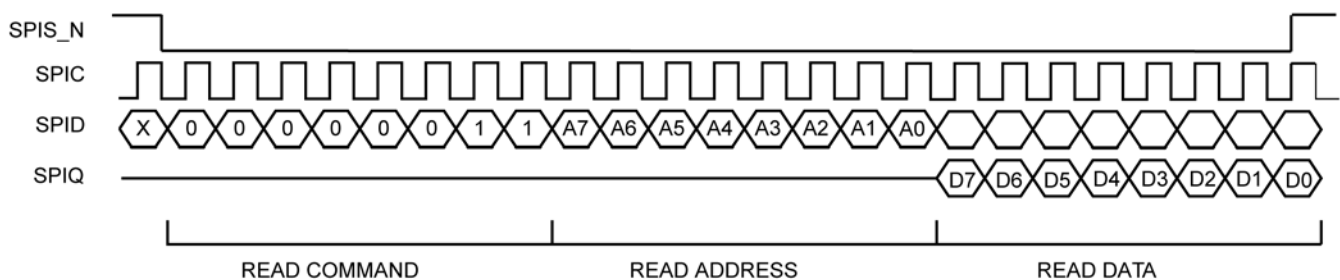 SPIS_N
SPIC
SPID X 0 0 0 0 0 0 1 1 A7 A6 A5 A4 A3 A2 A1 A0
SPIQ D7 D6 D5 D4 D3 D2 D1 D0
READ COMMAND READ ADDRESS READ DATA